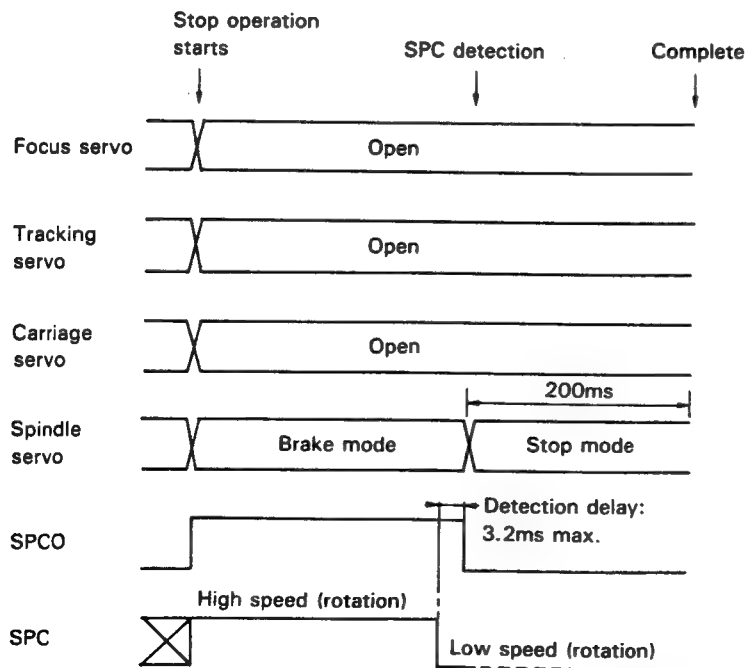 Stop operation
starts
SPC detection
Complete
Focus servo
Open
Tracking
servo
Open
Carriage
servo
Open
200ms
Spindle
servo
Brake mode
Stop mode
Detection delay:
3.2ms max.
SPCO
High speed (rotation)
SPC
Low speed (rotation)